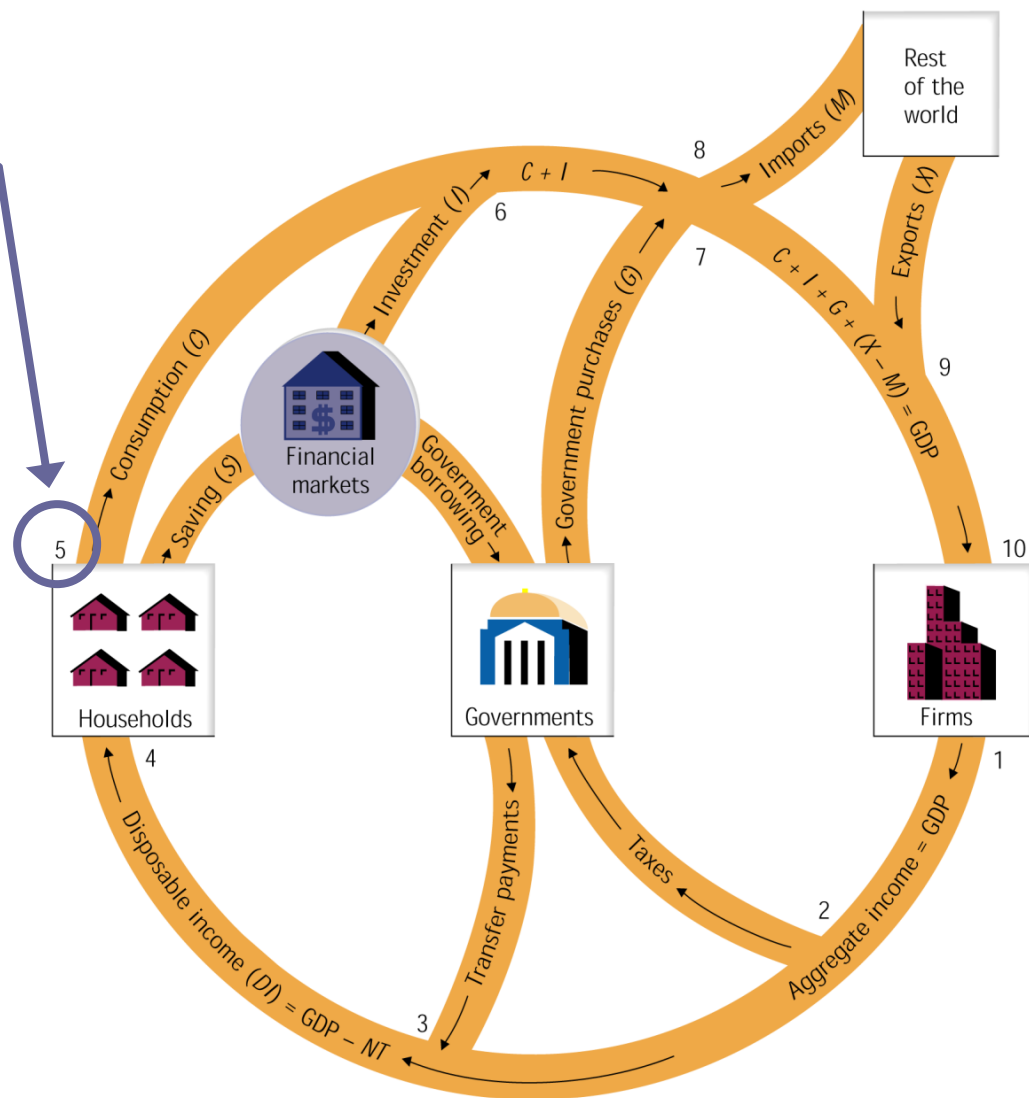 Rest
of the
world
8
Imports (M)
C + I
Exports (X)
6
Investment (I)
7
Government purchases (G)
C + I + G + (X – M) = GDP
9
Consumption (C)
$
Financial
markets
Saving (S)
Government
borrowing
5
10
Households
Governments
Firms
4
1
Disposable income (DI) = GDP – NT
Transfer payments
Taxes
2
Aggregate income = GDP
3